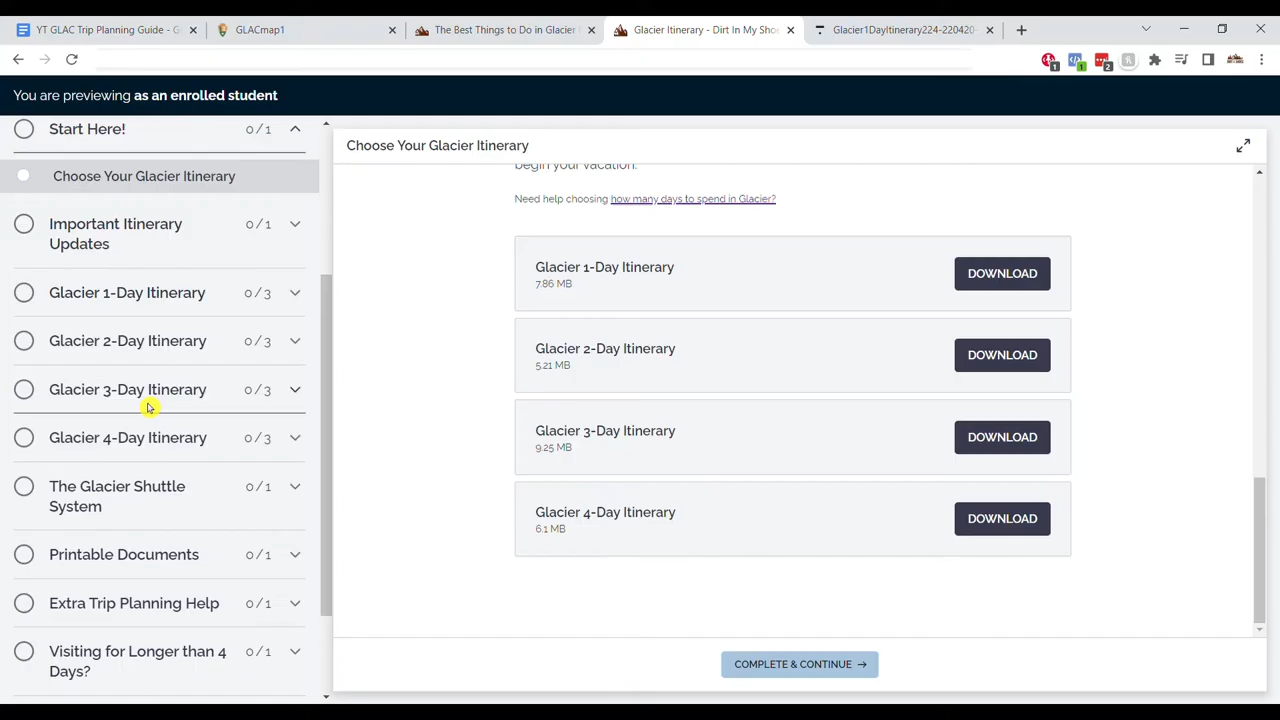 YT GLAC Trip Planning Guide - G
GLACmap1
The Best Things to Do in Glacier
Glacier Itinerary - Dirt In My Sho
Glacier1DayItinerary224-220420-
1
1
2
You are previewing as an enrolled student
Start Here!
0/1
Choose Your Glacier Itinerary
Important Itinerary
Updates
0/1
Glacier 1-Day Itinerary
0/3
Glacier 2-Day Itinerary
0/3
Glacier 3-Day Itinerary
0/3
Glacier 4-Day Itinerary
0/3
The Glacier Shuttle
System
0/1
Printable Documents
0/1
Extra Trip Planning Help
0/1
Visiting for Longer than 4
Days?
0/1
Choose Your Glacier Itinerary
begin your vacation.
Need help choosing how many days to spend in Glacier?
Glacier 1-Day Itinerary
7.86 MB
DOWNLOAD
Glacier 2-Day Itinerary
5.21 MB
DOWNLOAD
Glacier 3-Day Itinerary
9.25 MB
DOWNLOAD
Glacier 4-Day Itinerary
6.1 MB
DOWNLOAD
COMPLETE & CONTINUE →